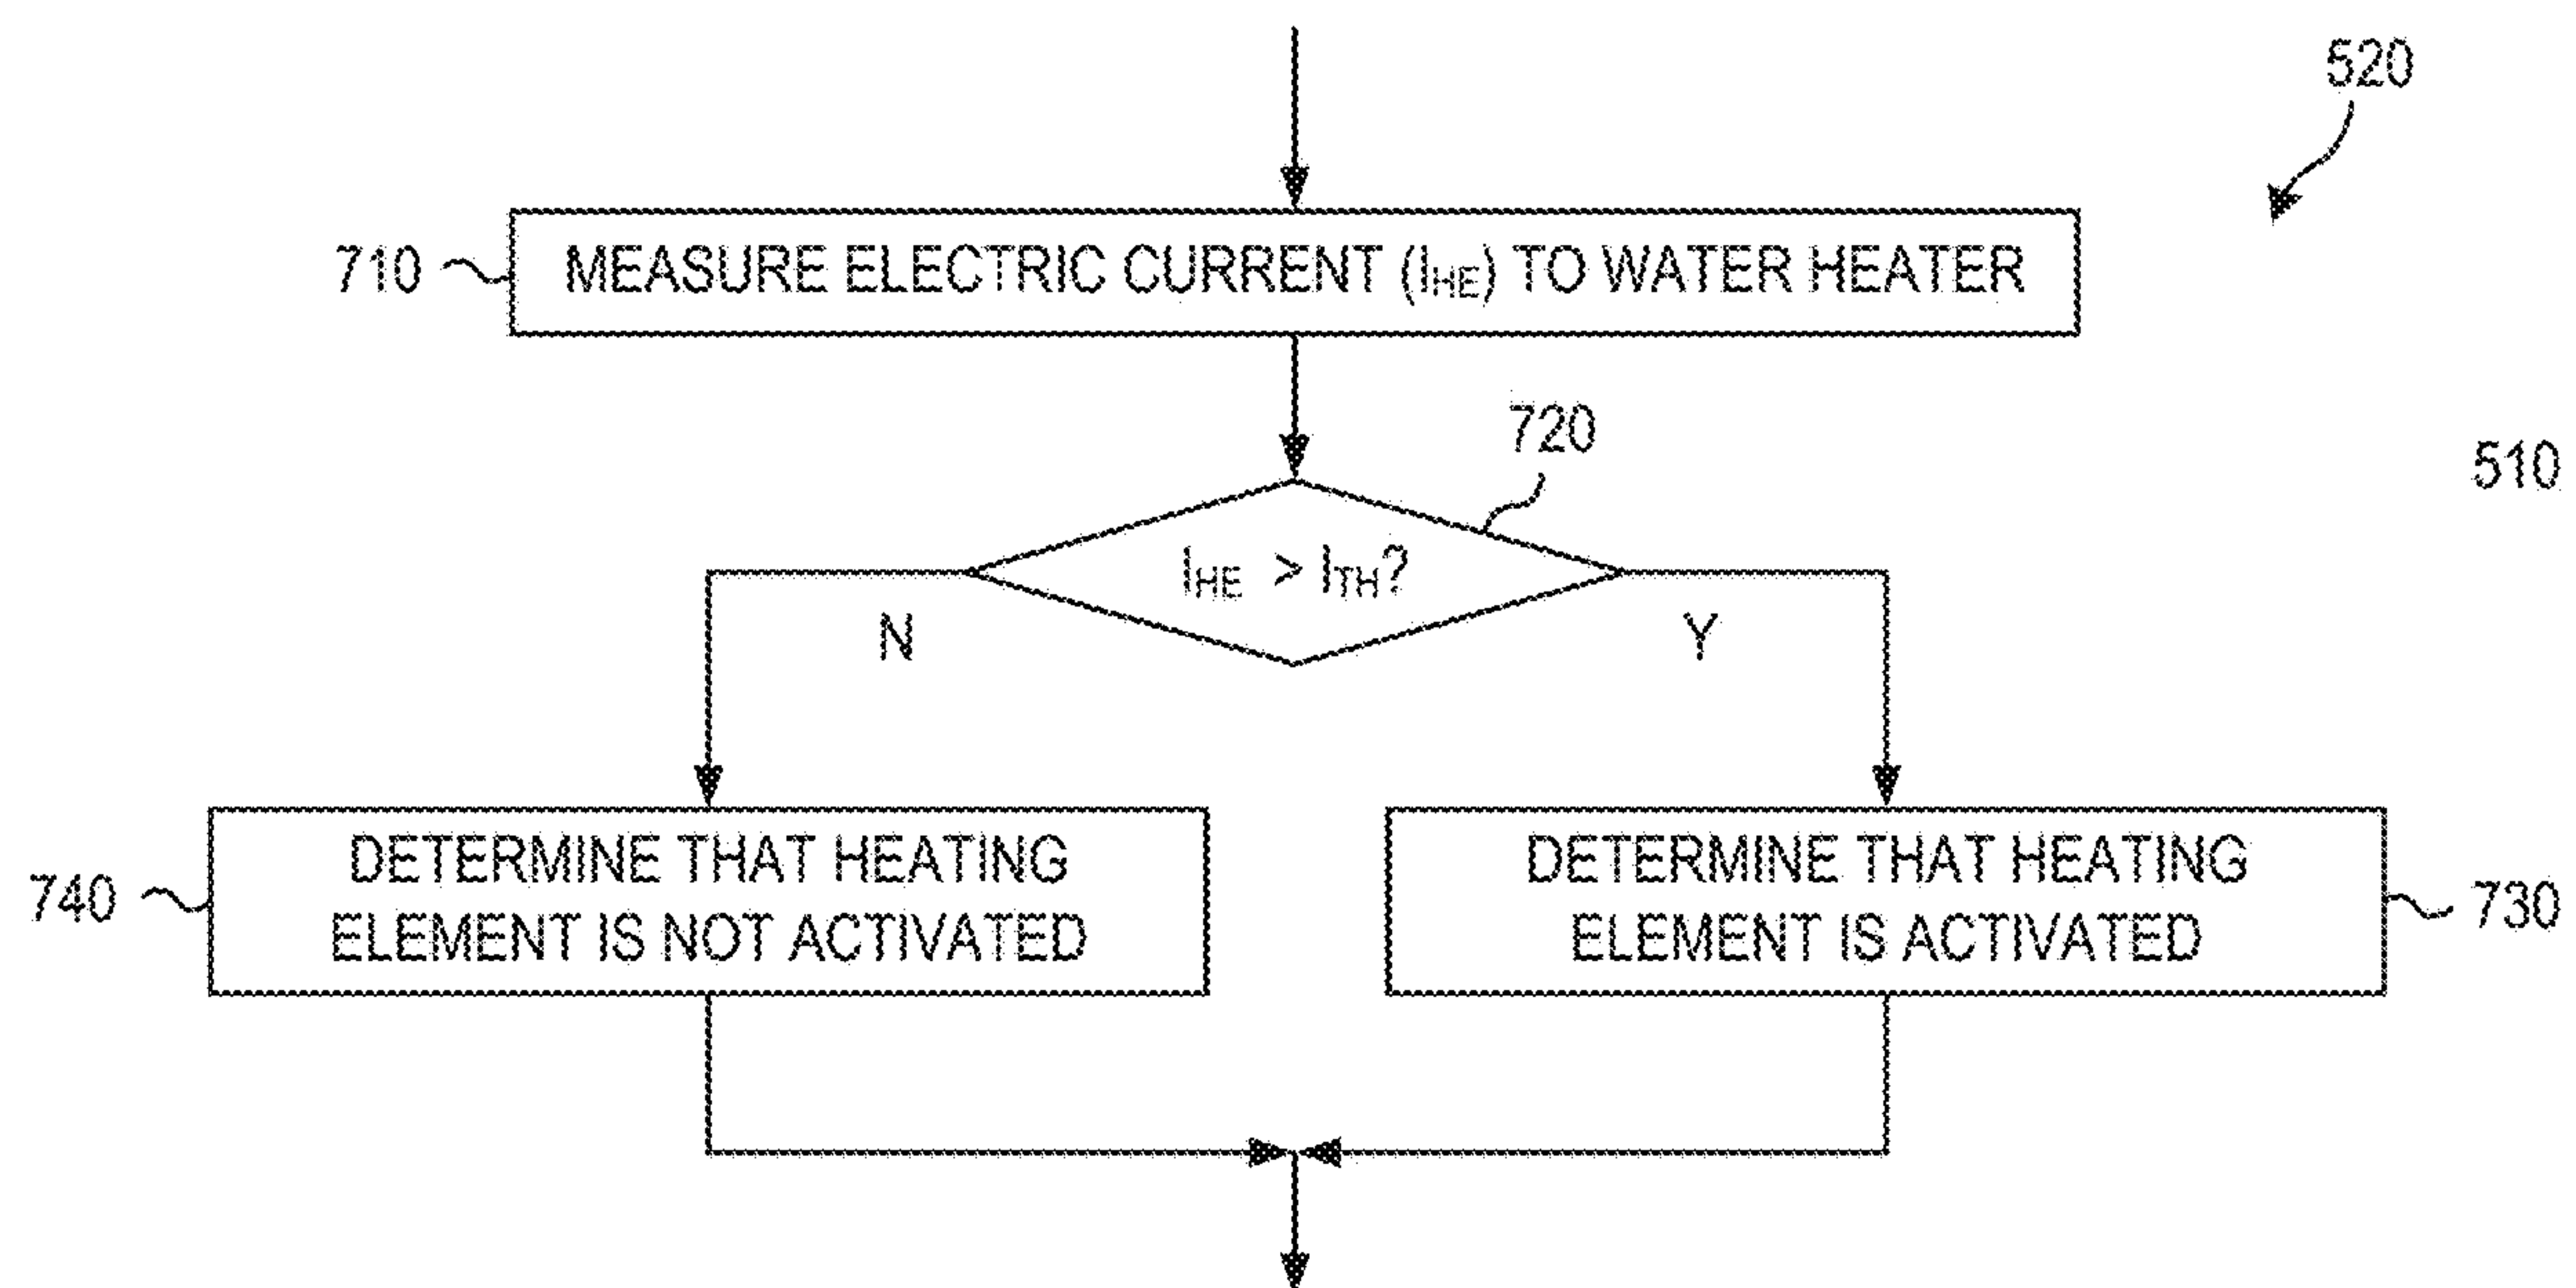 520
710
MEASURE ELECTRIC CURRENT (IHE) TO WATER HEATER
720
510
IHE > ITH?
N
Y
740
DETERMINE THAT HEATING
ELEMENT IS NOT ACTIVATED
DETERMINE THAT HEATING
ELEMENT IS ACTIVATED
730